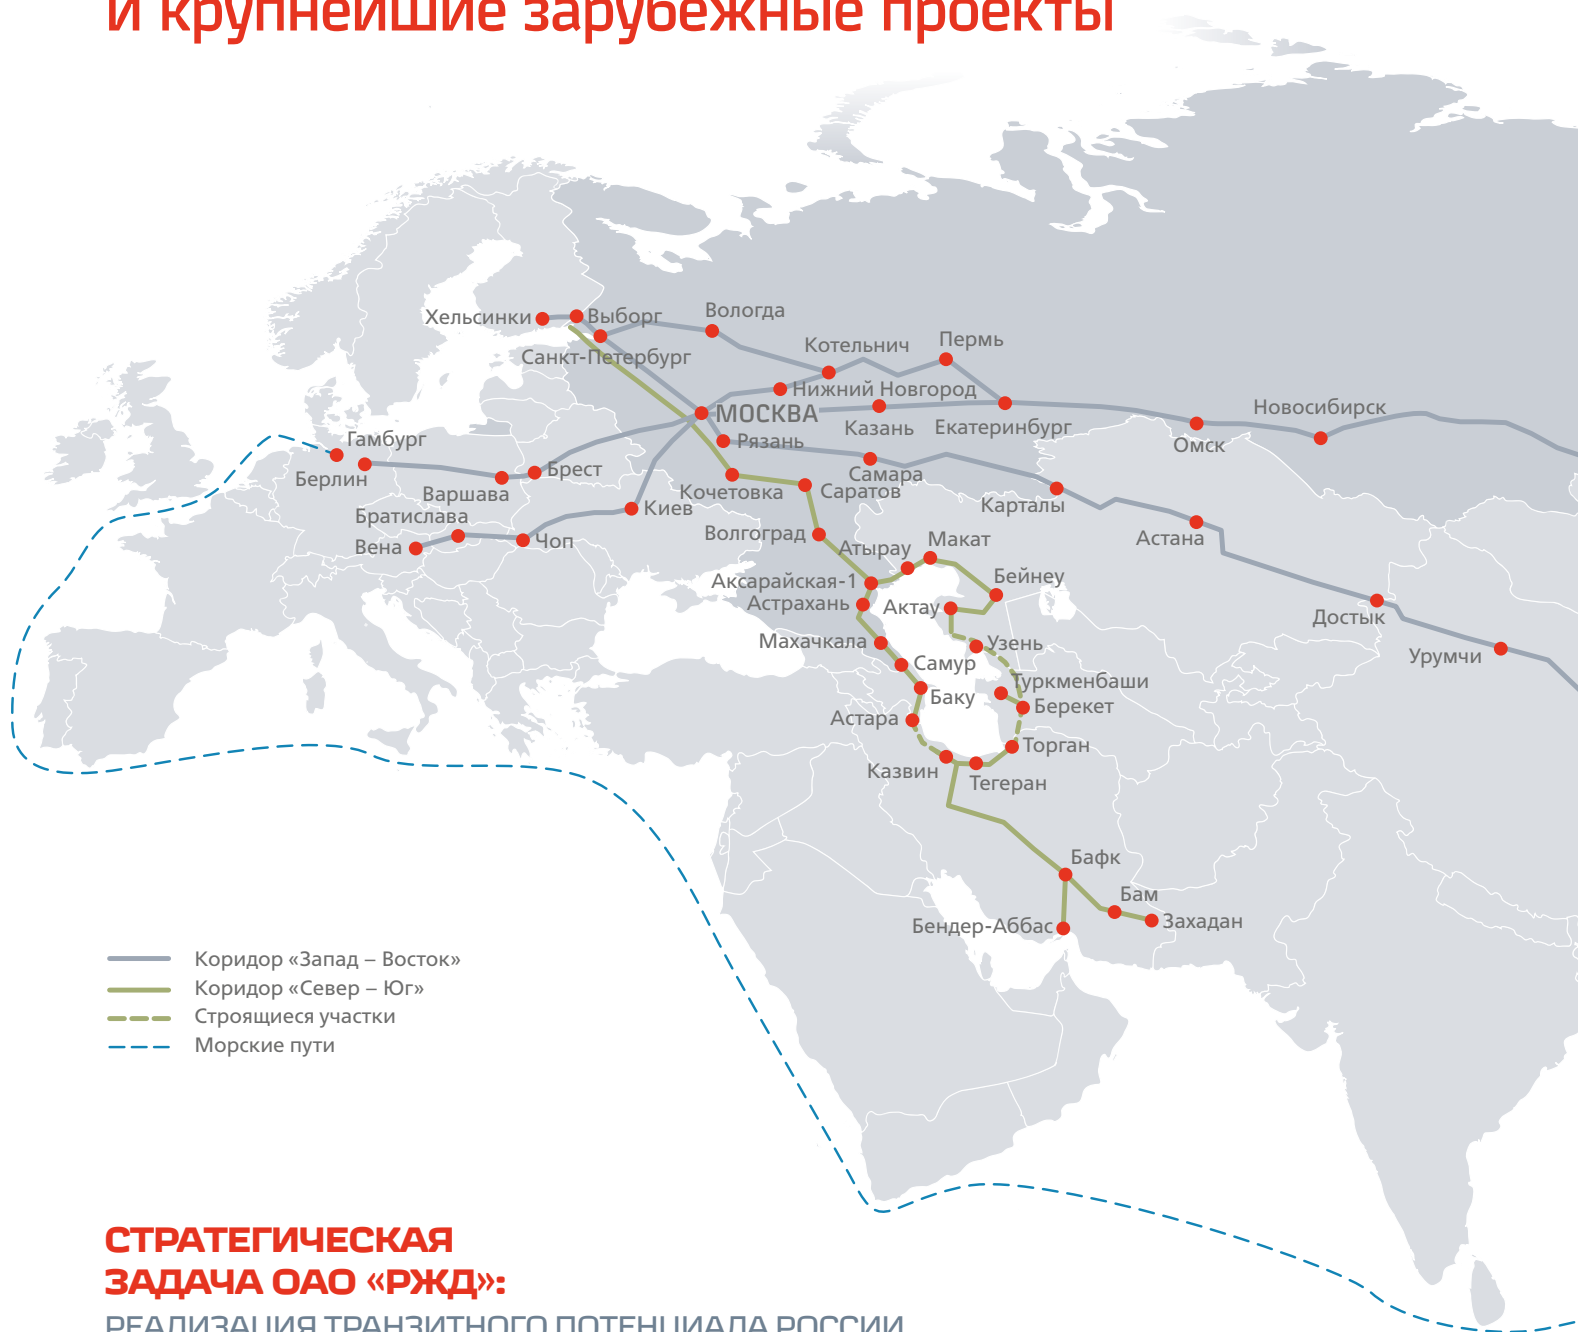 и крупнейшие зарубежные проекты
Хельсинки
Выборг
Вологда
Санкт-Петербург
Котельнич
Пермь
Нижний Новгород
МОСКВА
Казань
Екатеринбург
Новосибирск
Омск
Гамбург
Берлин
Рязань
Брест
Варшава
Самара
Кочетовка
Саратов
Карталы
Братислава
Киев
Вена
Чоп
Волгоград
Атырау
Макат
Астана
Аксарайская-1
Бейнеу
Астрахань
Актау
Достык
Махачкала
Узень
Урумчи
Самур
Туркменбаши
Баку
Берекет
Астара
Торган
Казвин
Тегеран
Бафк
Бам
Бендер-Аббас
Захадан
Коридор «Запад – Восток»
Коридор «Север – Юг»
Строящиеся участки
Морские пути
СТРАТЕГИЧЕСКАЯ
ЗАДАЧА ОАО «РЖД»:
РЕАЛИЗАЦИЯ ТРАНЗИТНОГО ПОТЕНЦИАЛА РОССИИ